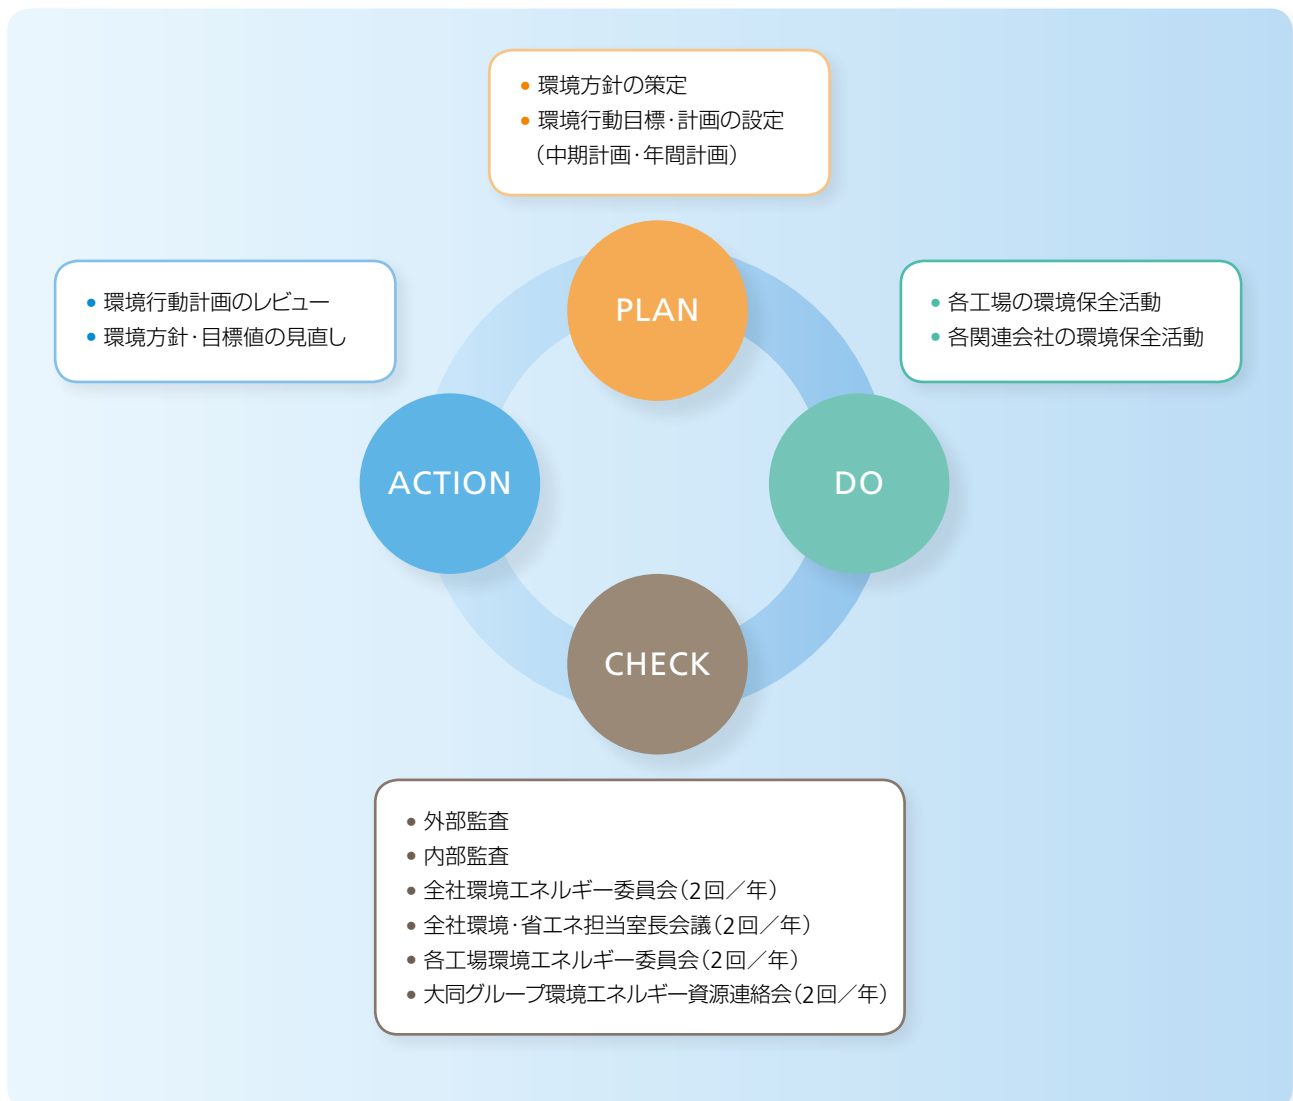 • 環境方針の策定
• 環境行動目標・計画の設定
（中期計画・年間計画）
PLAN
• 環境行動計画のレビュー
• 環境方針・目標値の見直し
• 各工場の環境保全活動
• 各関連会社の環境保全活動
ACTION
DO
CHECK
• 外部監査
• 内部監査
• 全社環境エネルギー委員会（2回／年）
• 全社環境・省エネ担当室長会議（2回／年）
• 各工場環境エネルギー委員会（2回／年）
• 大同グループ環境エネルギー資源連絡会（2回／年）